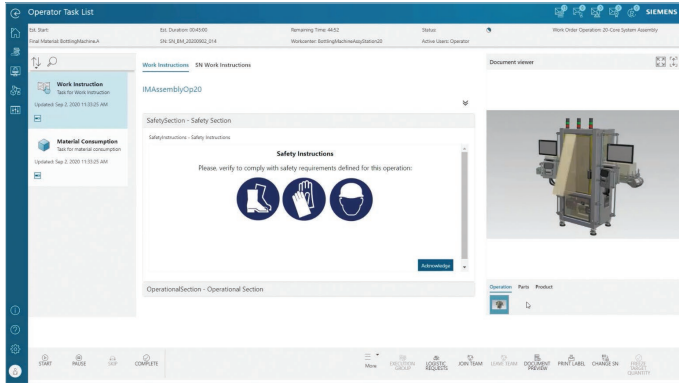 Operator Task List
SIEMENS
Est. Start:
Est. Duration: 00:45:00
Remaining Time: 44:52
Status:
Work Order Operation: 20-Core System Assembly
Final Material: BottlingMachine.A
SN: SN_BM_20200902_014
Workcenter: BottlingMachineAssyStation20
Active Users: Operator
Work Instruction
Task for Work Instruction
Updated: Sep 2, 2020 11:33:25 AM
Material Consumption
Task for material consumption
Updated: Sep 2, 2020 11:33:25 AM
Work Instructions SN Work Instructions
IMAssemblyOp20
SafetySection - Safety Section
SafetyInstructions - Safety Instructions
Safety Instructions
Please, verify to comply with safety requirements defined for this operation:
Acknowledge
OperationalSection - Operational Section
Document viewer
Operation Parts Product
START
PAUSE
SKIP
COMPLETE
More
EXECUTION GROUP
LOGISTIC REQUESTS
JOIN TEAM
LEAVE TEAM
DOCUMENT PREVIEW
PRINT LABEL
CHANGE SN
FREEZE TARGET QUANTITY